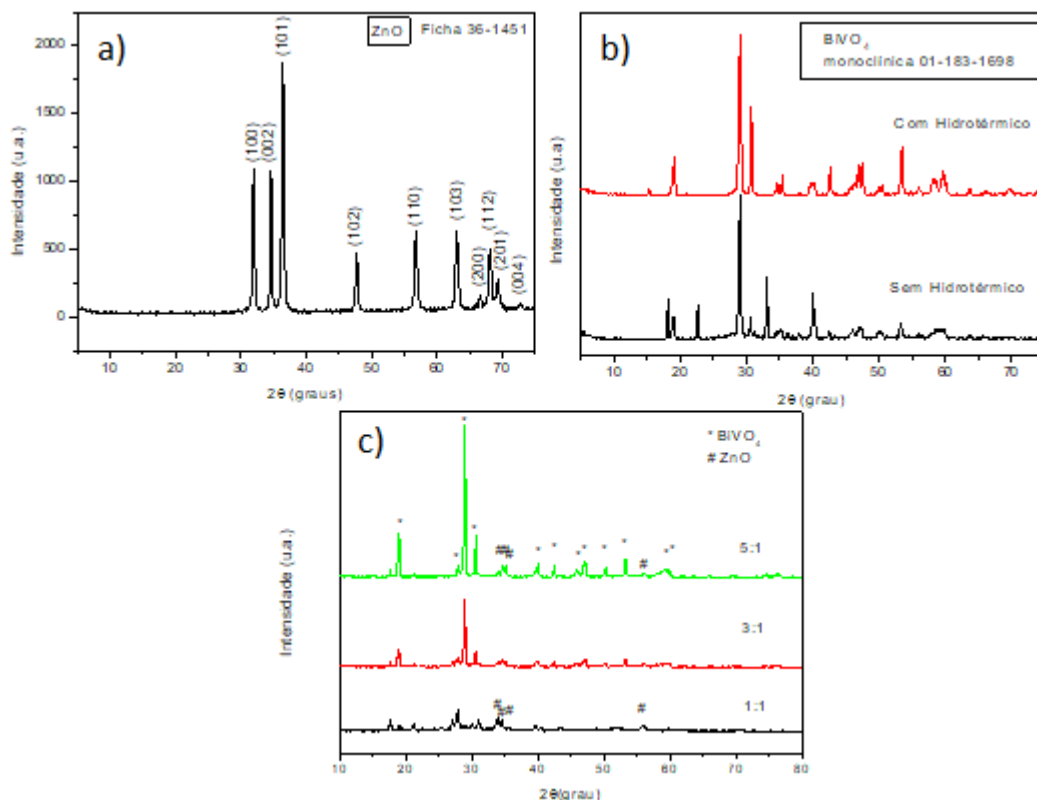 a)
ZnO Ficha 36-1451
2000
1500
1000
500
0
Intensidade (u.a.)
(100)
(002)
(101)
(102)
(110)
(103)
(200)
(112)
(201)
(004)
10 20 30 40 50 60 70
2θ (graus)
b)
BiVO4
monoclínica 01-183-1698
Com Hidrotérmico
Sem Hidrotérmico
Intensidade (u.a)
10 20 30 40 50 60 70
2θ (grau)
c)
* BiVO4
# ZnO
* * * # # # * * * * * * # * *
5:1
3:1
# # # #
1:1
Intensidade (u.a.)
10 20 30 40 50 60 70 80
2θ(grau)